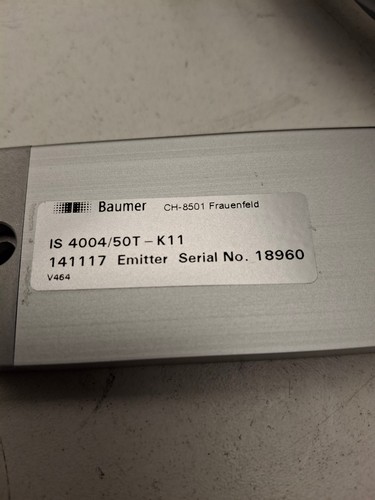 Baumer CH-8501 Frauenfeld
IS 4004/50T-K11
141117 Emitter Serial No. 18960
V464